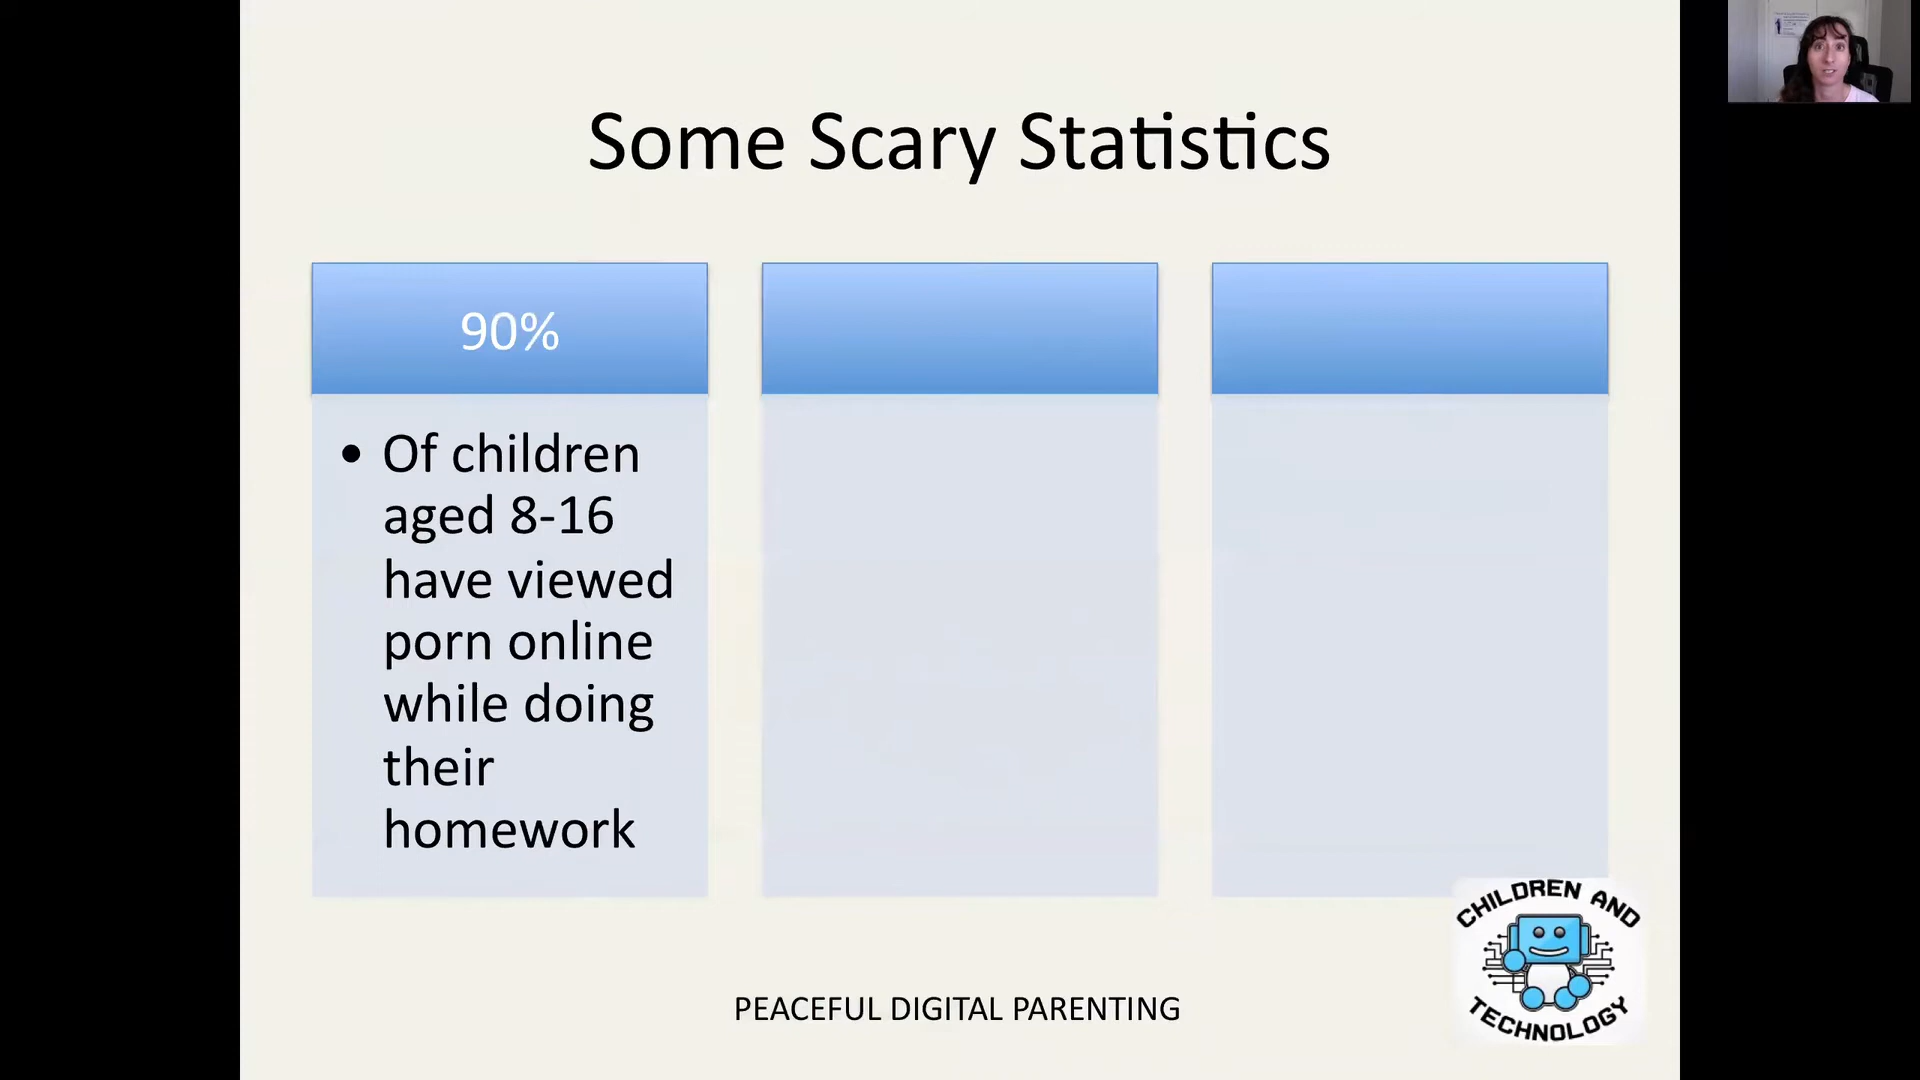 Some Scary Statistics
90%
• Of children
aged 8-16
have viewed
porn online
while doing
their
homework
CHILDREN AND
TECHNOLOGY
PEACEFUL DIGITAL PARENTING